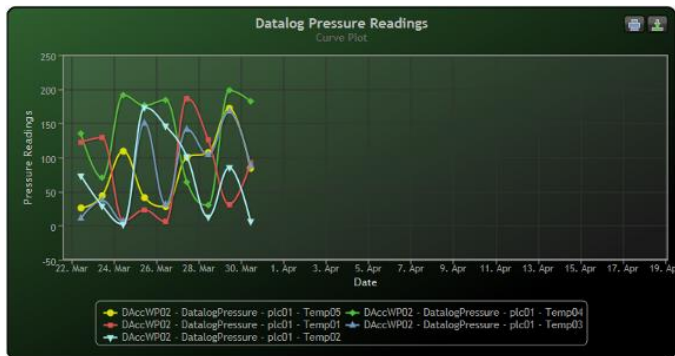 Datalog Pressure Readings
Curve Plot
250
200
150
100
50
0
-50
Pressure Readings
22. Mar 24. Mar 26. Mar 28. Mar 30. Mar 1. Apr 3. Apr 5. Apr 7. Apr 9. Apr 11. Apr 13. Apr 15. Apr 17. Apr 19. Apr
Date
DAccWP02 - DatalogPressure - plc01 - Temp05 DAccWP02 - DatalogPressure - plc01 - Temp04
DAccWP02 - DatalogPressure - plc01 - Temp01 DAccWP02 - DatalogPressure - plc01 - Temp03
DAccWP02 - DatalogPressure - plc01 - Temp02